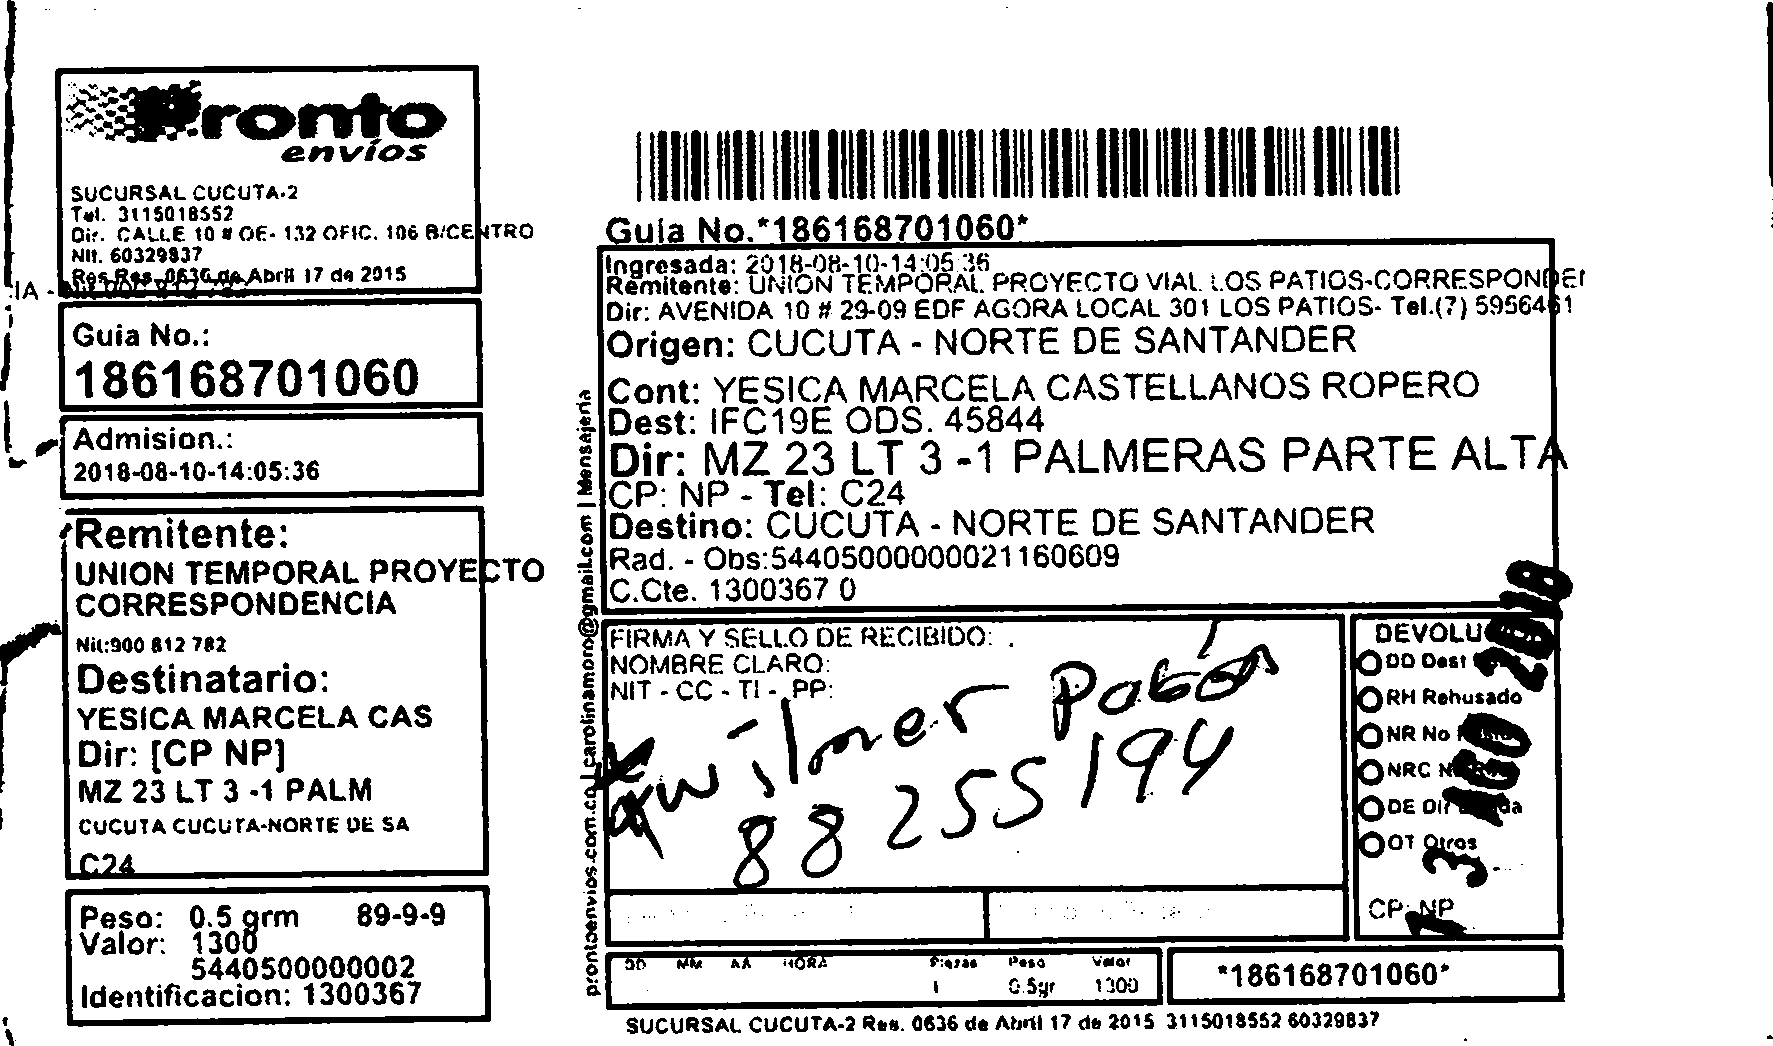 Pronto
envíos
SUCURSAL CUCUTA-2
Tel. 3115018552
Dir. CALLE 10 # OE- 132 OFIC. 106 B/CENTRO
Nit. 60329837
Res Res. 0636 de Abril 17 de 2015
IA -
Guia No.:
186168701060
Admision.:
2018-08-10-14:05:36
Remitente:
UNION TEMPORAL PROYECTO
CORRESPONDENCIA
Nit:900 812 782
Destinatario:
YESICA MARCELA CAS
Dir: [CP NP]
MZ 23 LT 3 -1 PALM
CUCUTA CUCUTA-NORTE DE SA
C24
Peso: 0.5 grm 89-9-9
Valor: 1300
5440500000002
Identificacion: 1300367
prontoenvios.com.co | carolinamoro@gmail.com | Mensajeria
Guia No.*186168701060*
Ingresada: 2018-08-10-14:05:36
Remitente: UNION TEMPORAL PROYECTO VIAL LOS PATIOS-CORRESPONDEN
Dir: AVENIDA 10 # 29-09 EDF AGORA LOCAL 301 LOS PATIOS- Tel.(7) 5956461
Origen: CUCUTA - NORTE DE SANTANDER
Cont: YESICA MARCELA CASTELLANOS ROPERO
Dest: IFC19E ODS. 45844
Dir: MZ 23 LT 3 -1 PALMERAS PARTE ALTA
CP: NP - Tel: C24
Destino: CUCUTA - NORTE DE SANTANDER
Rad. - Obs:54405000000021160609
C.Cte. 1300367 0
FIRMA Y SELLO DE RECIBIDO: .
NOMBRE CLARO:
NIT - CC - TI - PP:
wilmer Pabón
88255194
DEVOLU
DD Dest
RH Rehusado
NR No
NRC
DE Dir
OT Otros
CP: NP
DD MM AA HORA Piezas Peso Valor
1 0.5gr 1300
*186168701060*
SUCURSAL CUCUTA-2 Res. 0636 de Abril 17 de 2015 3115018552 60329837